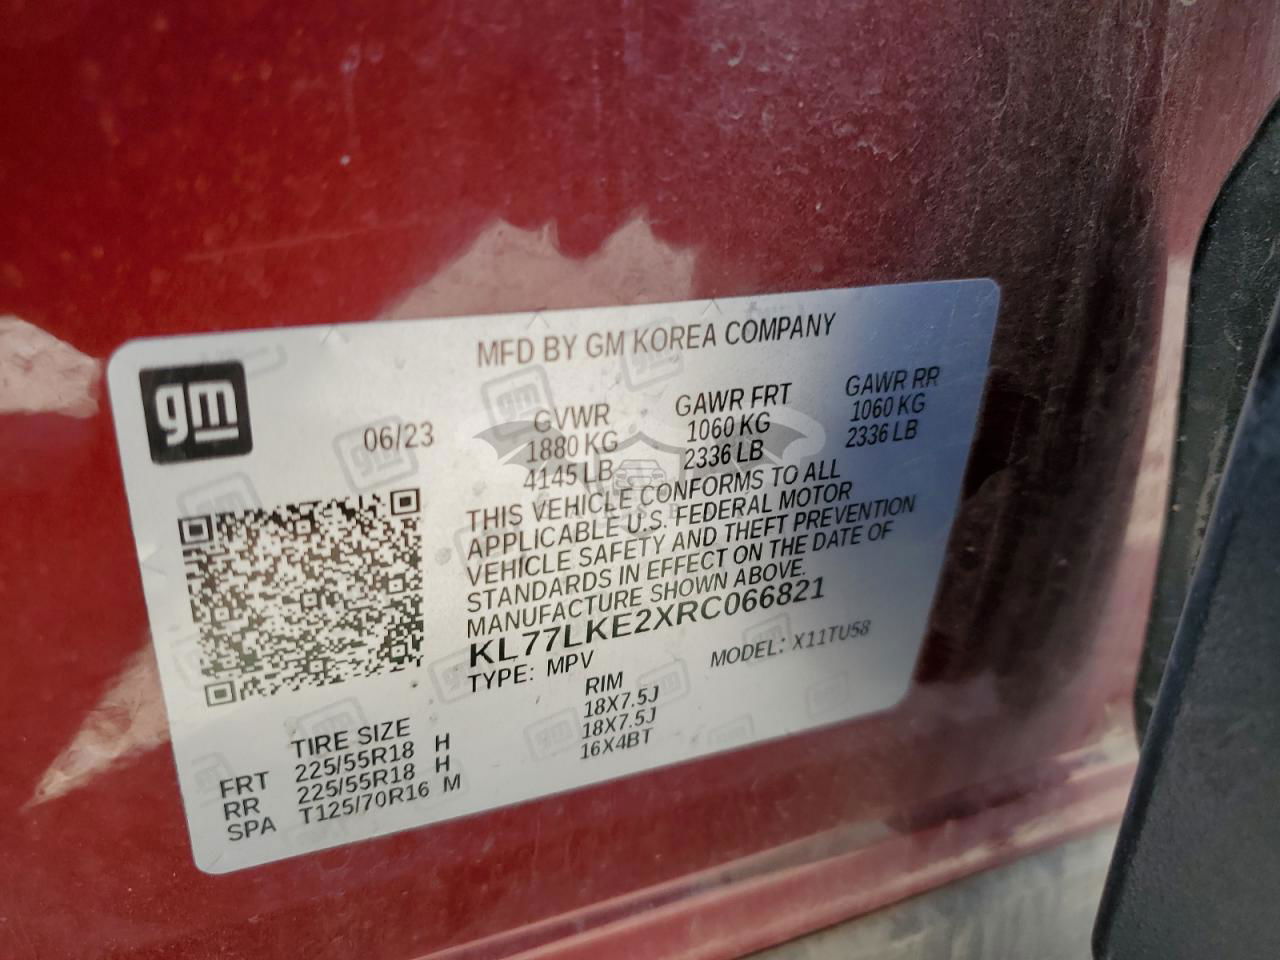 gm
MFD BY GM KOREA COMPANY
06/23
GVWR GAWR FRT GAWR RR
1880 KG 1060 KG 1060 KG
4145 LB 2336 LB 2336 LB
THIS VEHICLE CONFORMS TO ALL
APPLICABLE U.S. FEDERAL MOTOR
VEHICLE SAFETY AND THEFT PREVENTION
STANDARDS IN EFFECT ON THE DATE OF
MANUFACTURE SHOWN ABOVE.
KL77LKE2XRC066821
TYPE: MPV MODEL: X11TU58
TIRE SIZE RIM
FRT 225/55R18 H 18X7.5J
RR 225/55R18 H 18X7.5J
SPA T125/70R16 M 16X4BT